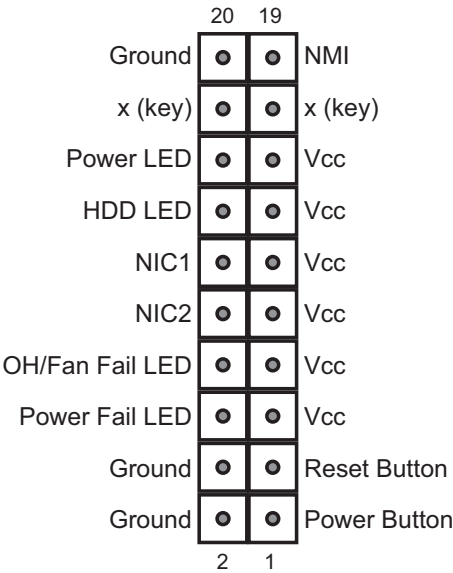 20 19
Ground NMI
x (key) x (key)
Power LED Vcc
HDD LED Vcc
NIC1 Vcc
NIC2 Vcc
OH/Fan Fail LED Vcc
Power Fail LED Vcc
Ground Reset Button
Ground Power Button
2 1